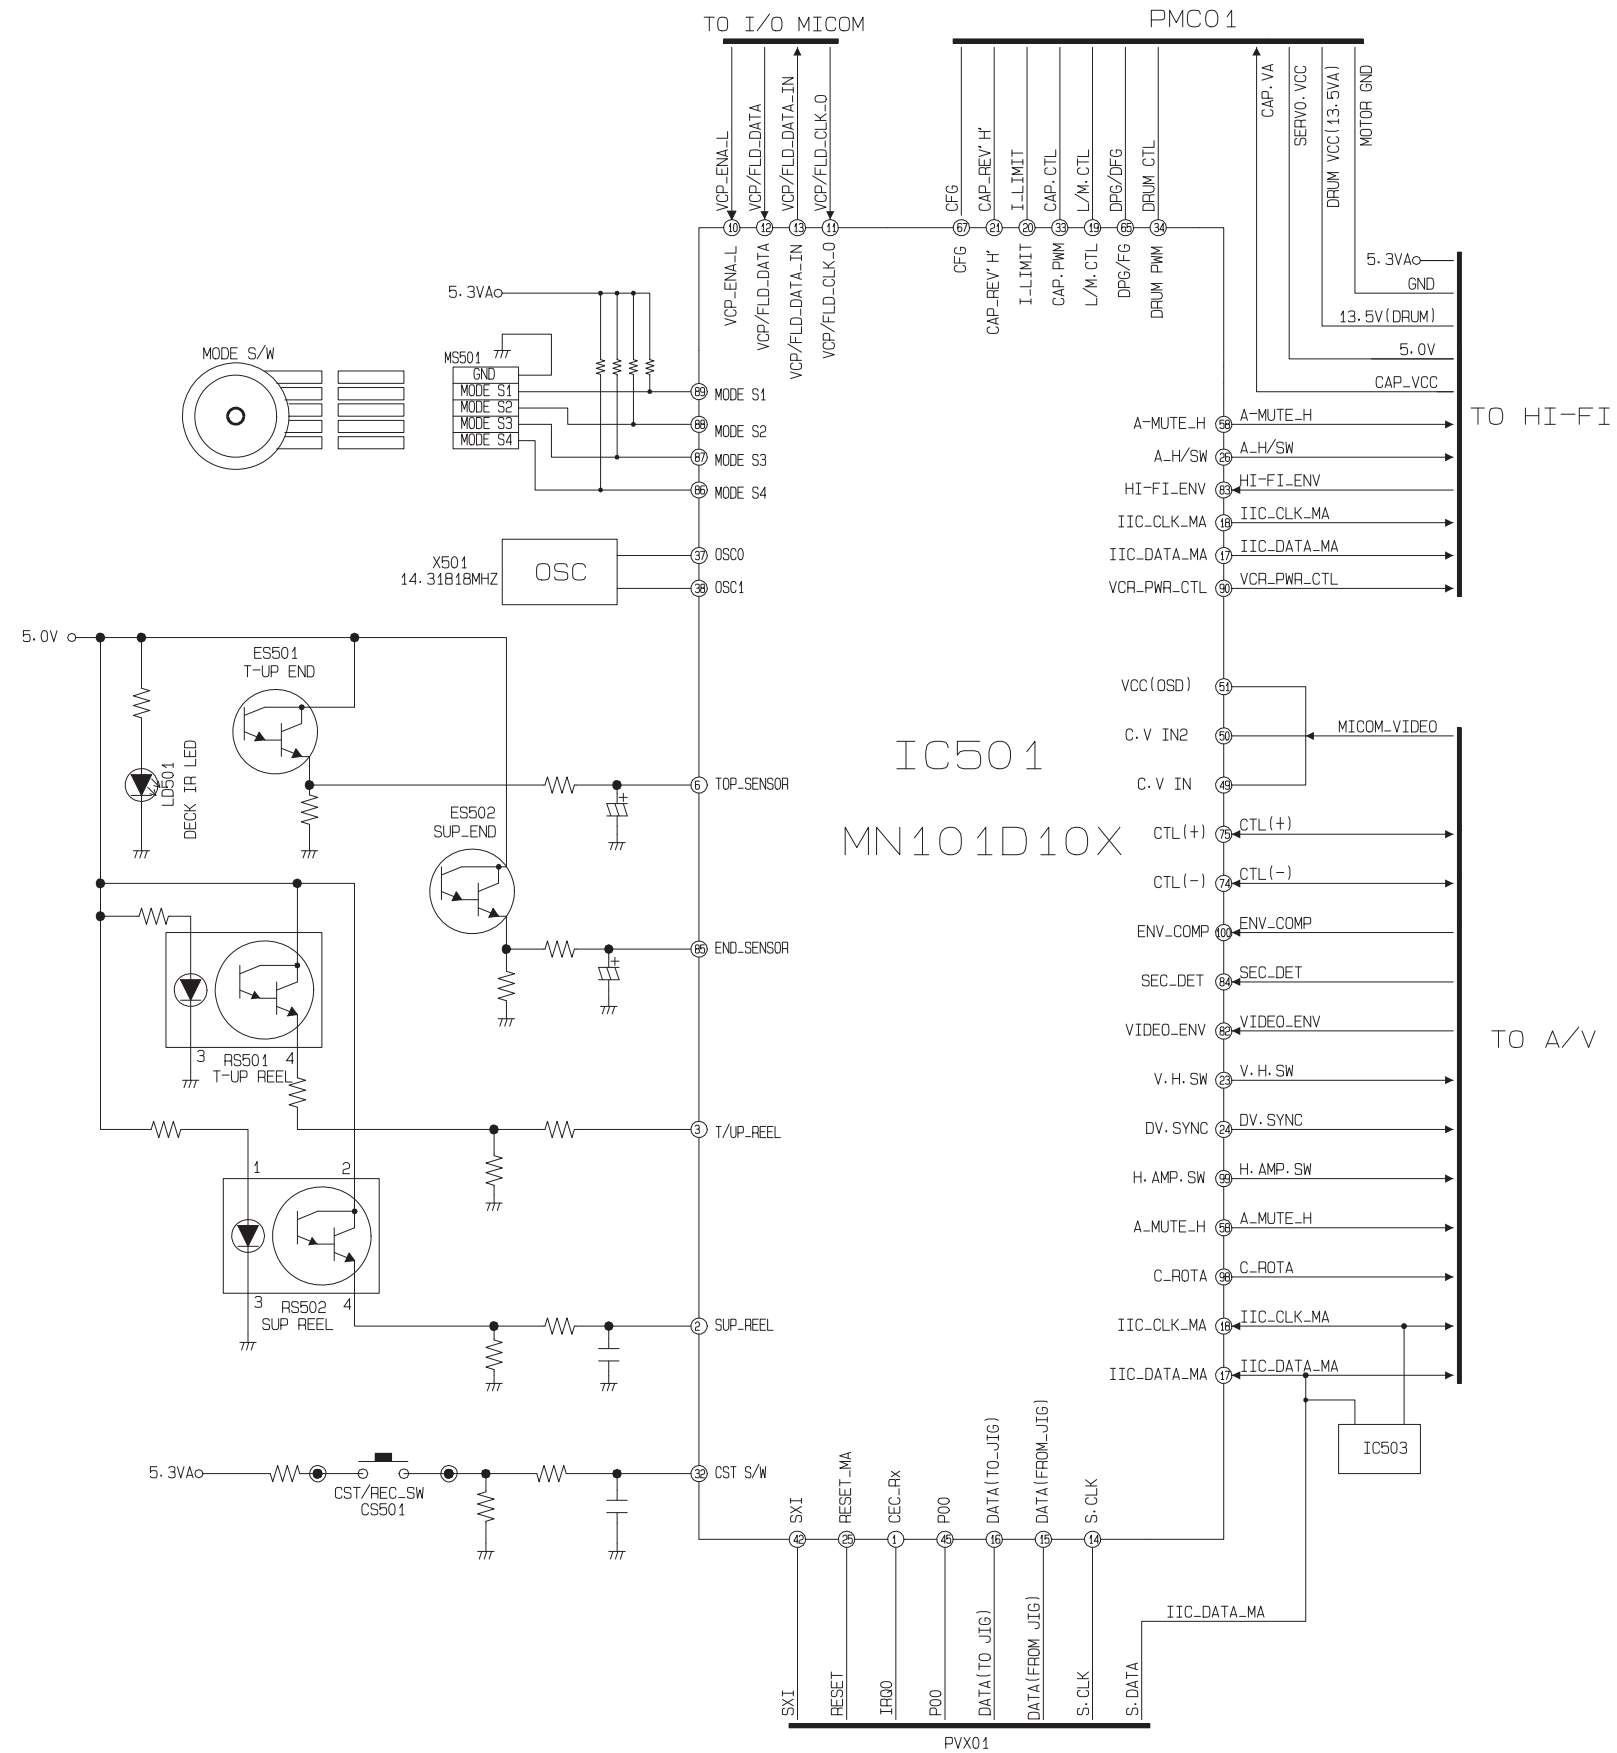 TO I/O MICOM
PMC01
VCP_ENA_L
VCP/FLD_DATA
VCP/FLD_DATA_IN
VCP/FLD_CLK_O
CFG
CAP_REV'H'
I_LIMIT
CAP.CTL
L/M.CTL
DPG/DFG
DRUM CTL
CAP.VA
SERVO.VCC
DRUM VCC(13.5VA)
MOTOR GND
10
12
13
11
67
21
20
33
19
65
34
VCP_ENA_L
VCP/FLD_DATA
VCP/FLD_DATA_IN
VCP/FLD_CLK_O
CFG
CAP_REV'H'
I_LIMIT
CAP.PWM
L/M.CTL
DPG/FG
DRUM PWM
5.3VA
GND
13.5V(DRUM)
5.0V
CAP_VCC
TO HI-FI
5.3VA
MODE S/W
MS501
GND
MODE S1
MODE S2
MODE S3
MODE S4
89 MODE S1
88 MODE S2
87 MODE S3
86 MODE S4
A-MUTE_H 58 A-MUTE_H
A_H/SW 26 A_H/SW
HI-FI_ENV 83 HI-FI_ENV
IIC_CLK_MA 18 IIC_CLK_MA
IIC_DATA_MA 17 IIC_DATA_MA
VCR_PWR_CTL 90 VCR_PWR_CTL
X501
14.31818MHZ
OSC
37 OSC0
38 OSC1
5.0V
ES501
T-UP END
LD501
DECK IR LED
+
6 TOP_SENSOR
ES502
SUP_END
+
85 END_SENSOR
IC501
MN101D10X
VCC(OSD) 51
C.V IN2 50
C.V IN 49
MICOM_VIDEO
CTL(+) 75 CTL(+)
CTL(-) 74 CTL(-)
ENV_COMP 100 ENV_COMP
SEC_DET 84 SEC_DET
VIDEO_ENV 82 VIDEO_ENV
V.H.SW 23 V.H.SW
DV.SYNC 24 DV.SYNC
H.AMP.SW 99 H.AMP.SW
A_MUTE_H 58 A_MUTE_H
C_ROTA 98 C_ROTA
IIC_CLK_MA 18 IIC_CLK_MA
IIC_DATA_MA 17 IIC_DATA_MA
TO A/V
IC503
3
RS501
4
T-UP REEL
3 T/UP_REEL
1
2
3
RS502
4
SUP REEL
2 SUP_REEL
5.3VA
CST/REC_SW
CS501
32 CST S/W
SXI
RESET_MA
CEC_Rx
P00
DATA(TO_JIG)
DATA(FROM_JIG)
S.CLK
42
25
1
45
16
15
14
IIC_DATA_MA
SXI
RESET
IRQ0
P00
DATA(TO JIG)
DATA(FROM JIG)
S.CLK
S.DATA
PVX01